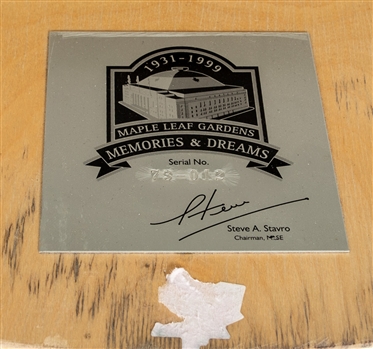 1931-1999
MAPLE LEAF GARDENS
MEMORIES & DREAMS
Serial No.
Steve A. Stavro
Chairman, MLSE